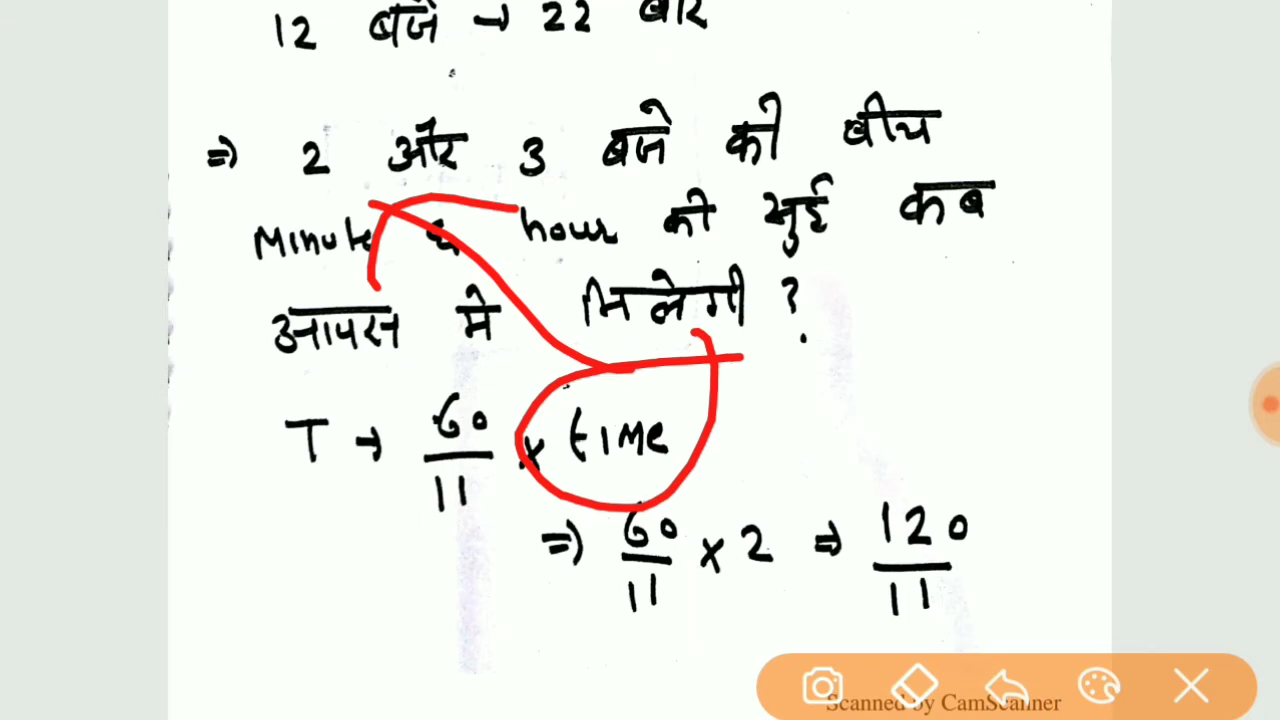 12 बजे → 22 बार
⇒ 2 और 3 बजे की बीच
Minute व hour की सुई कब
आपस मे मिलेगी ?
T → 60/11 × time
⇒ 60/11 × 2 ⇒ 120/11
Scanned by CamScanner